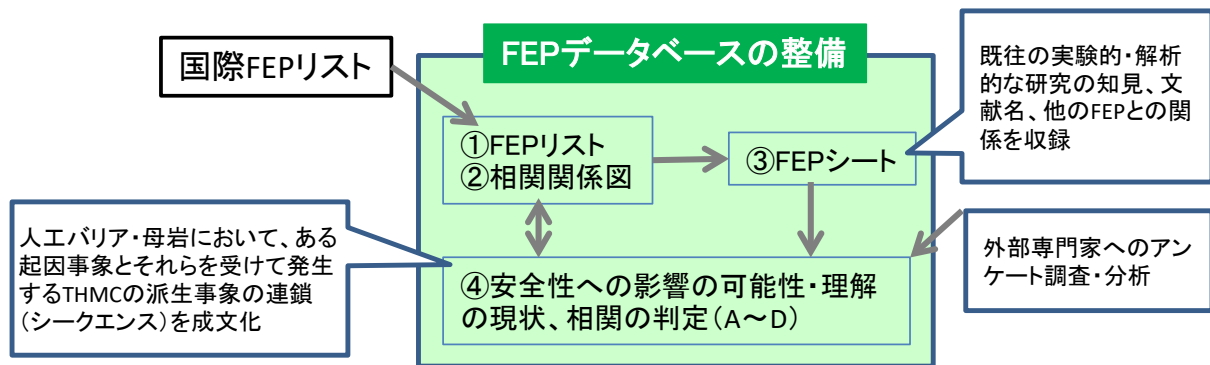 国際FEPリスト
FEPデータベースの整備
既往の実験的・解析
的な研究の知見、文
献名、他のFEPとの関
係を収録
①FEPリスト
②相関関係図
③FEPシート
人工バリア・母岩において、ある
起因事象とそれらを受けて発生
するTHMCの派生事象の連鎖
(シークエンス)を成文化
外部専門家へのアン
ケート調査・分析
④安全性への影響の可能性・理解
の現状、相関の判定(A～D)